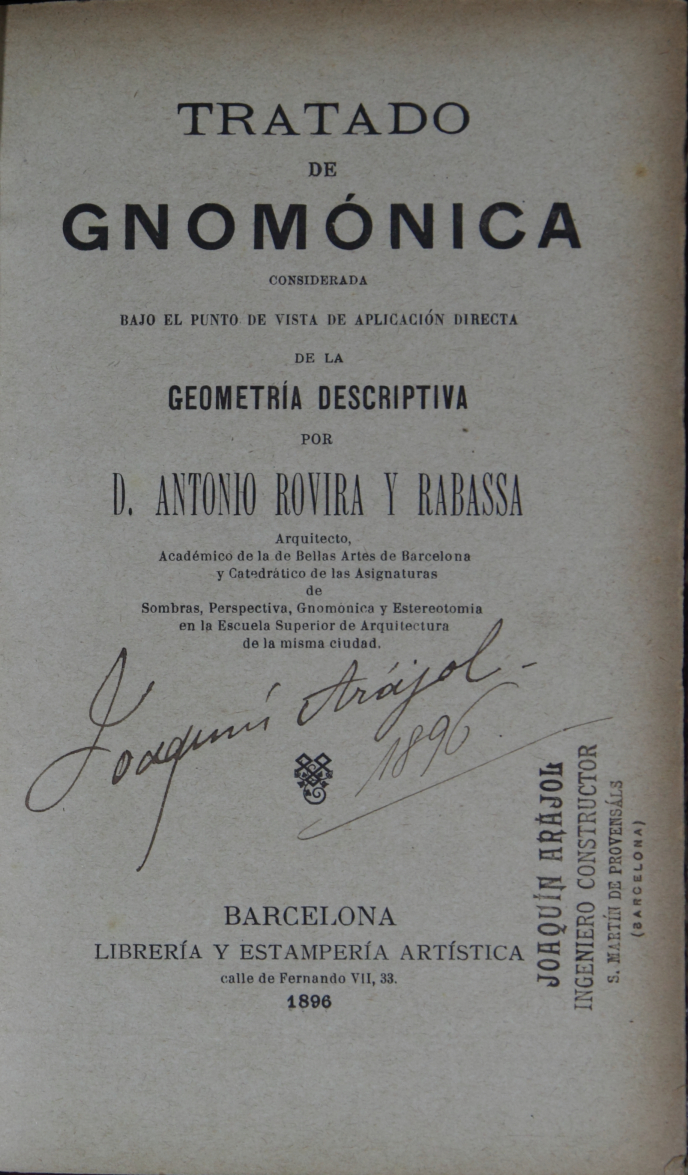 TRATADO
DE
GNOMÓNICA
CONSIDERADA
BAJO EL PUNTO DE VISTA DE APLICACIÓN DIRECTA
DE LA
GEOMETRÍA DESCRIPTIVA
POR
D. ANTONIO ROVIRA Y RABASSA
Arquitecto,
Académico de la de Bellas Artes de Barcelona
y Catedrático de las Asignaturas
de
Sombras, Perspectiva, Gnomónica y Estereotomía
en la Escuela Superior de Arquitectura
de la misma ciudad.
Joaquín Arájol
1896
BARCELONA
LIBRERÍA Y ESTAMPERÍA ARTÍSTICA
calle de Fernando VII, 33.
1896
JOAQUÍN ARÁJOL
INGENIERO CONSTRUCTOR
S. MARTÍN DE PROVENSÁLS
(BARCELONA)